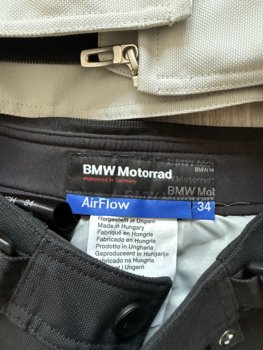 BMW Motorrad
engineered in Germany
BMW Mot
AirFlow
34
Hergestellt in Ungarn
Made in Hungary
Fabriqué en Hongrie
Fabricado en Hungría
Prodotto in Ungheria
Geproduceerd in Hongarije
Fabricado na Hungria
i Ungern